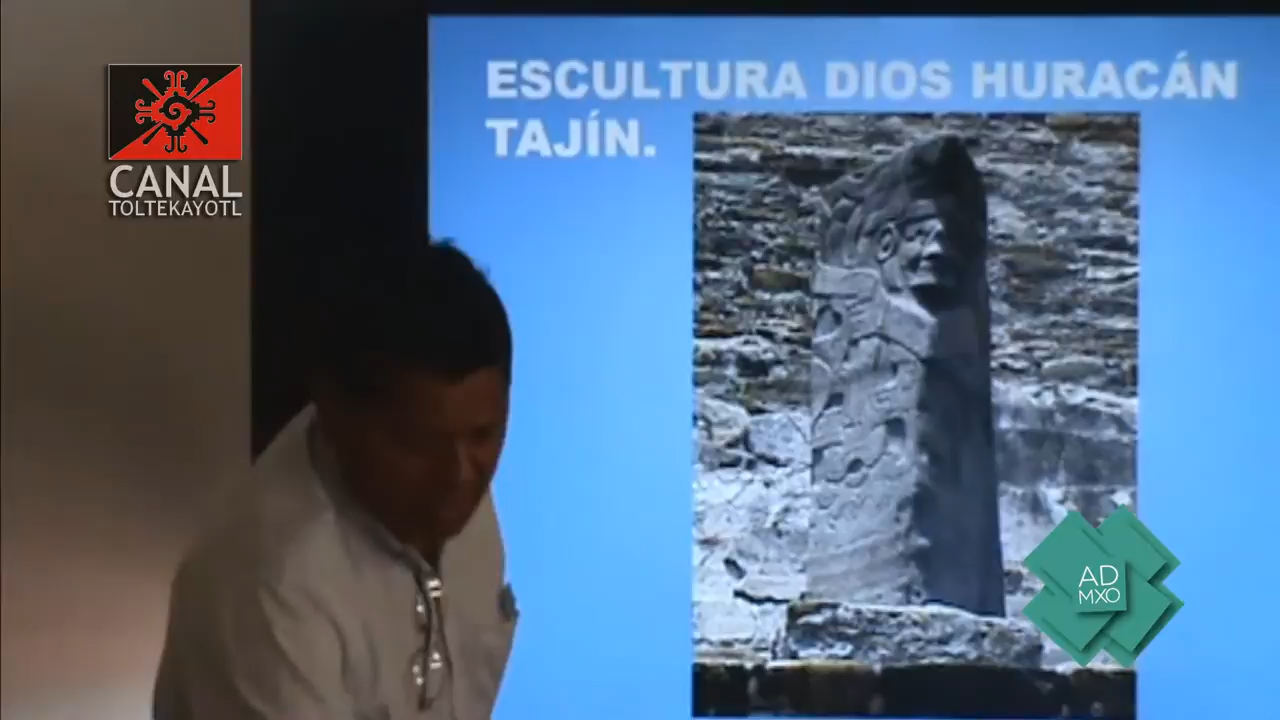 ESCULTURA DIOS HURACÁN
TAJÍN.
CANAL
TOLTEKAYOTL
AD
MXO